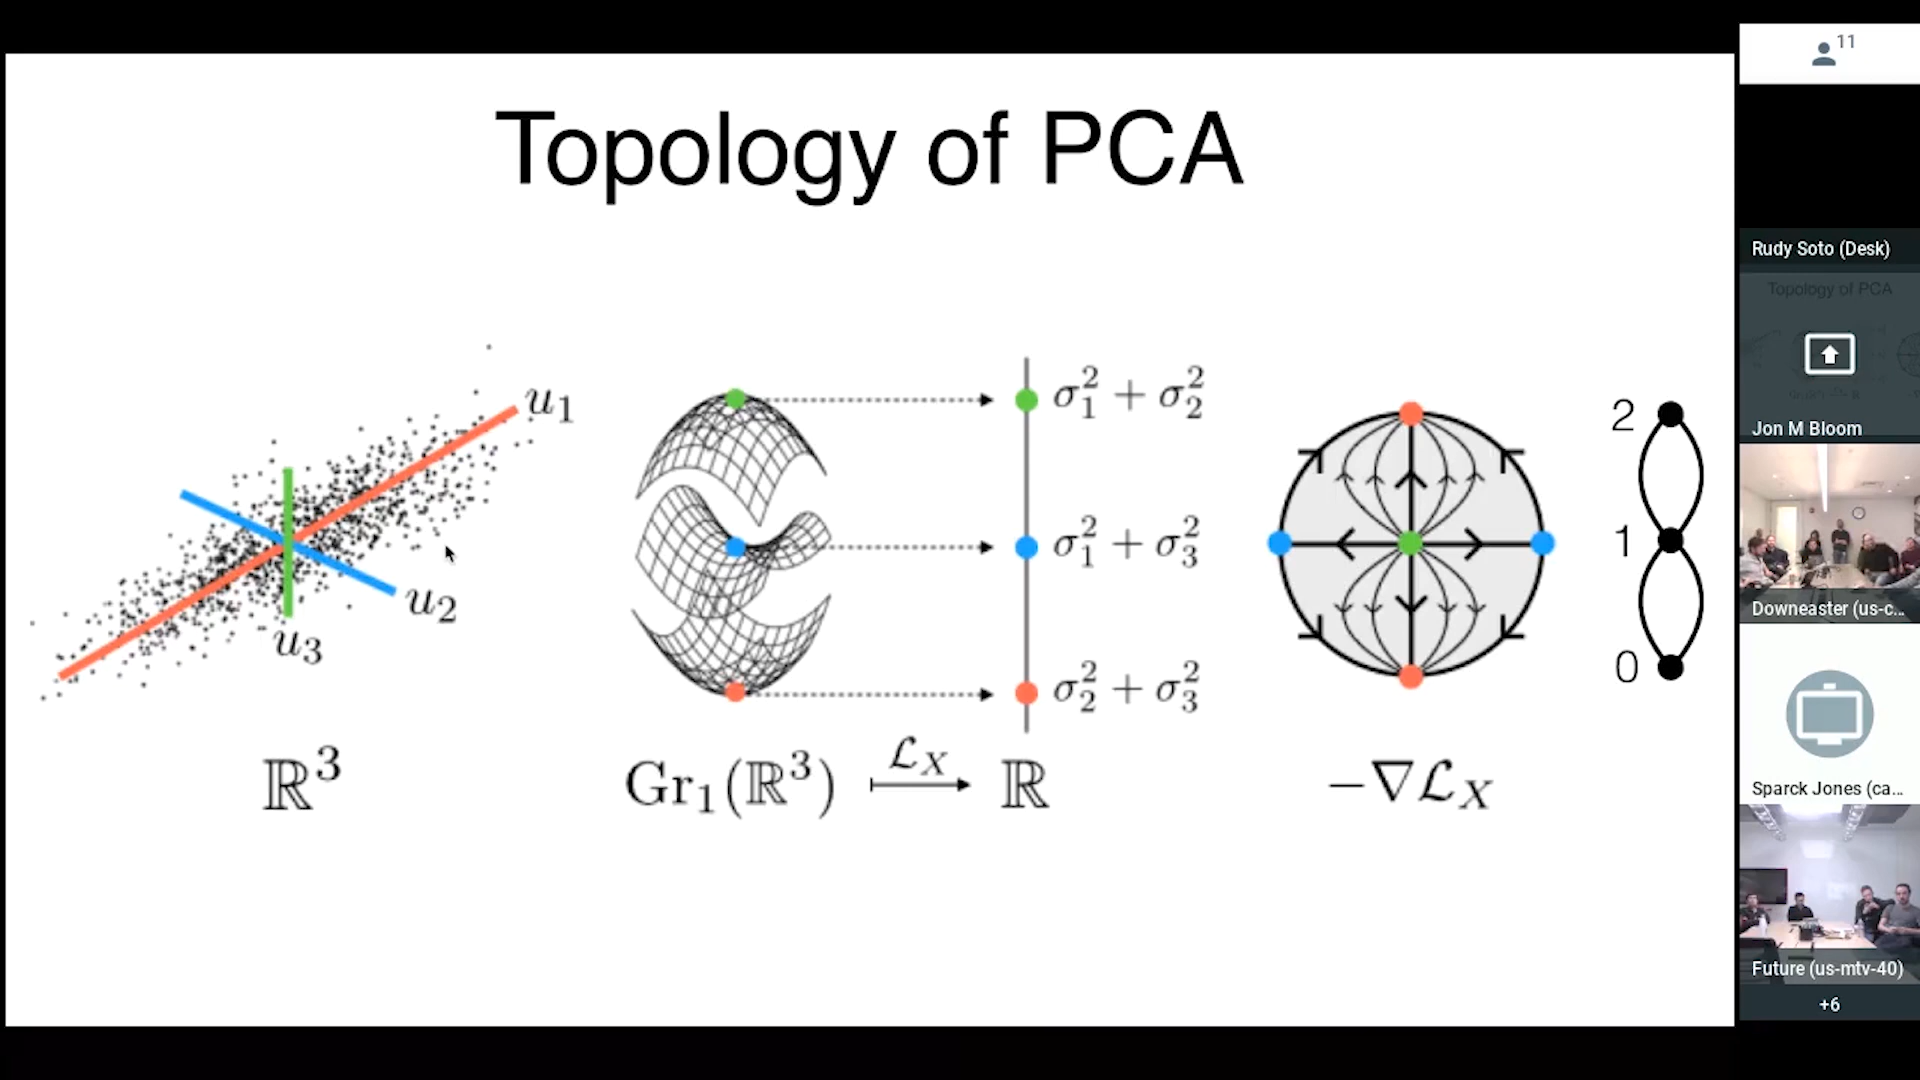 Topology of PCA
u₁
u₂
u₃
ℝ³
σ₁² + σ₂²
σ₁² + σ₃²
σ₂² + σ₃²
Gr₁(ℝ³) ⟼ ℝ
ℒ_X
−∇ℒ_X
2
1
0
11
Rudy Soto (Desk)
Topology of PCA
Jon M Bloom
Downeaster (us-c...
Sparck Jones (ca...
Future (us-mtv-40)
+6